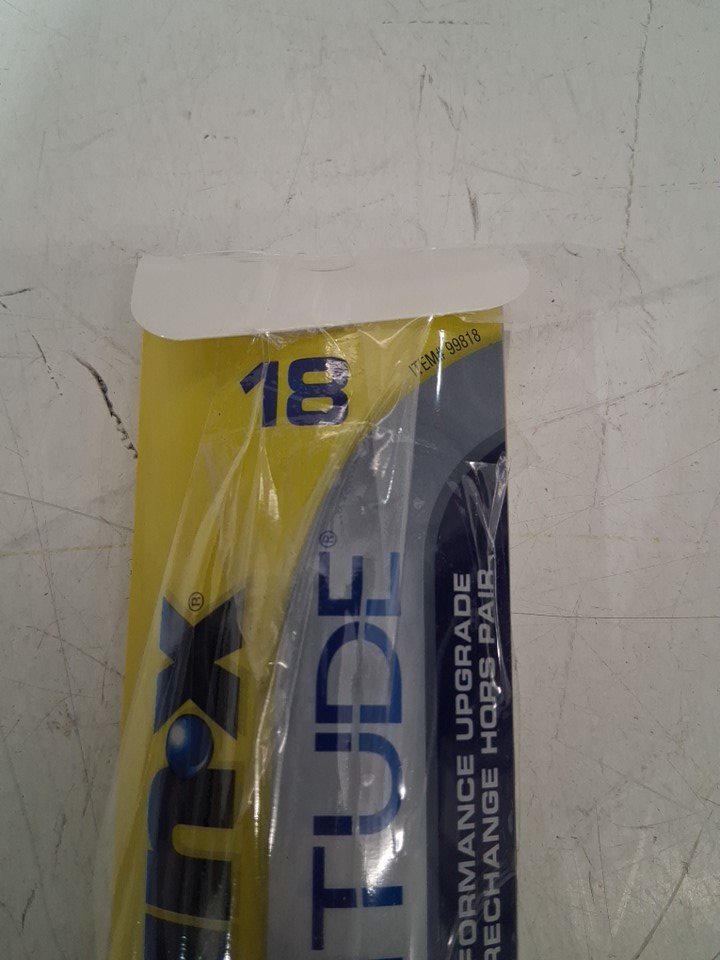 18
ITEM# 99818
n·x®
TUDE®
FORMANCE UPGRADE
RECHANGE HORS PAIR